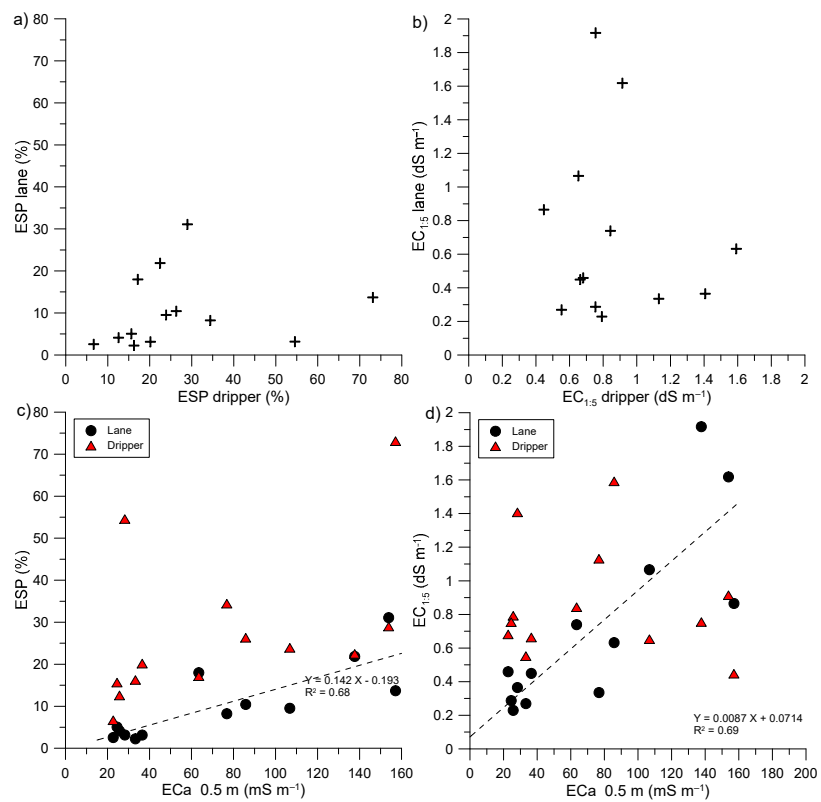 a)
80
70
60
50
40
30
20
10
0
ESP lane (%)
0 10 20 30 40 50 60 70 80
ESP dripper (%)
b)
2
1.8
1.6
1.4
1.2
1
0.8
0.6
0.4
0.2
0
EC1:5 lane (dS m–1)
0 0.2 0.4 0.6 0.8 1 1.2 1.4 1.6 1.8 2
EC1:5 dripper (dS m–1)
c)
80
70
60
50
40
30
20
10
0
ESP (%)
Lane
Dripper
Y = 0.142 X - 0.193
R2 = 0.68
0 20 40 60 80 100 120 140 160
ECa 0.5 m (mS m–1)
d)
2
1.8
1.6
1.4
1.2
1
0.8
0.6
0.4
0.2
0
EC1:5 (dS m–1)
Lane
Dripper
Y = 0.0087 X + 0.0714
R2 = 0.69
0 20 40 60 80 100 120 140 160 180 200
ECa 0.5 m (mS m–1)